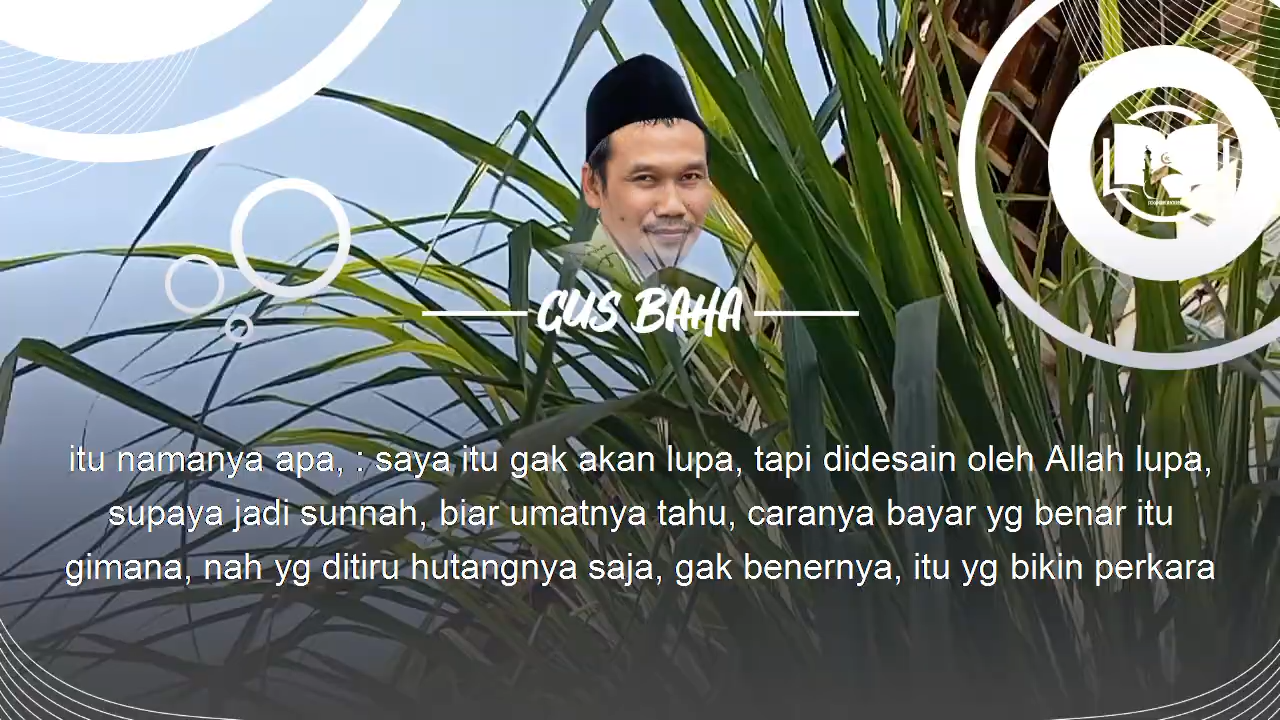 GUS BAHA
itu namanya apa, : saya itu gak akan lupa, tapi didesain oleh Allah lupa,
supaya jadi sunnah, biar umatnya tahu, caranya bayar yg benar itu
gimana, nah yg ditiru hutangnya saja, gak benernya, itu yg bikin perkara